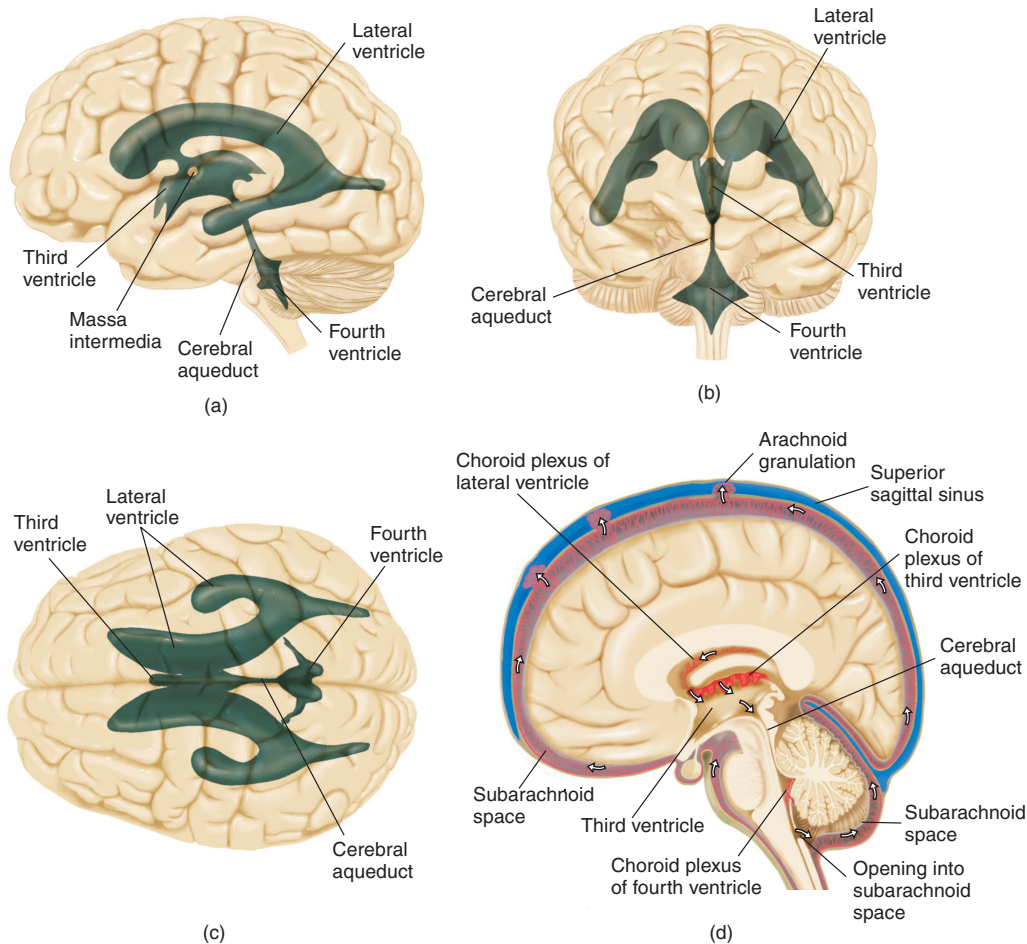 Lateral
ventricle
Third
ventricle
Massa
intermedia
Cerebral
aqueduct
Fourth
ventricle
(a)
Lateral
ventricle
Cerebral
aqueduct
Third
ventricle
Fourth
ventricle
(b)
Lateral
ventricles
Third
ventricle
Fourth
ventricle
Cerebral
aqueduct
(c)
Arachnoid
granulation
Choroid plexus of
lateral ventricle
Superior
sagittal sinus
Choroid
plexus of
third ventricle
Cerebral
aqueduct
Subarachnoid
space
Third ventricle
Subarachnoid
space
Choroid plexus
of fourth ventricle
Opening into
subarachnoid
space
(d)